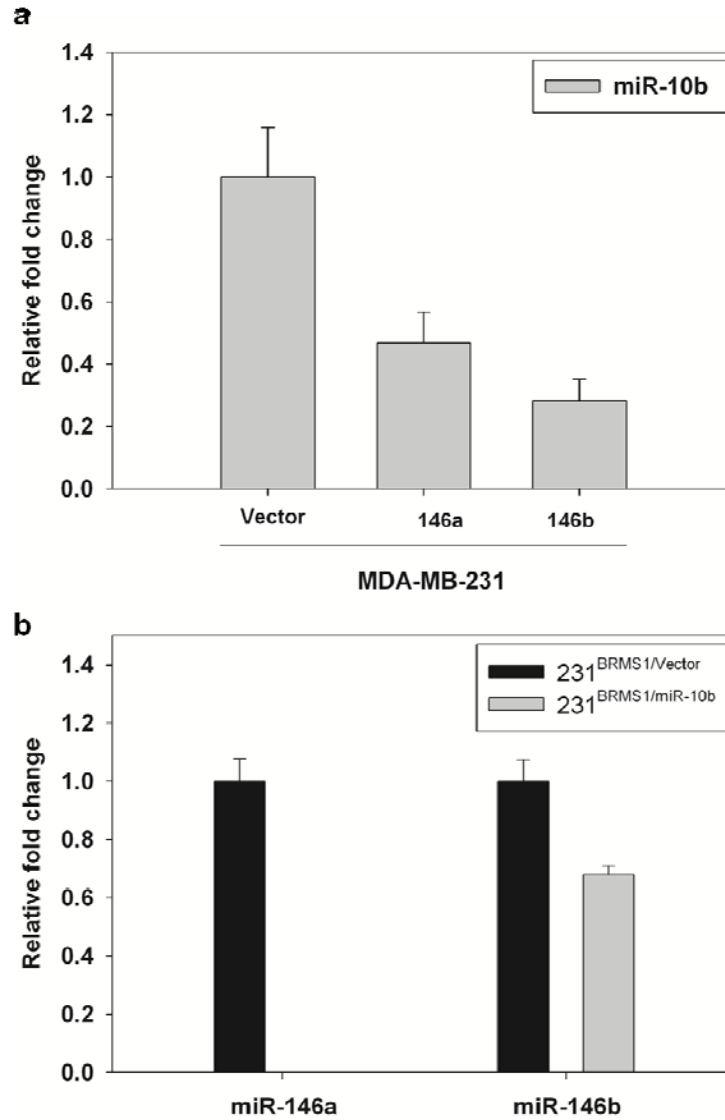 a
1.4
1.2
1.0
0.8
0.6
0.4
0.2
0.0
Relative fold change
miR-10b
Vector 146a 146b
MDA-MB-231
b
1.4
1.2
1.0
0.8
0.6
0.4
0.2
0.0
Relative fold change
231BRMS1/Vector
231BRMS1/miR-10b
miR-146a miR-146b